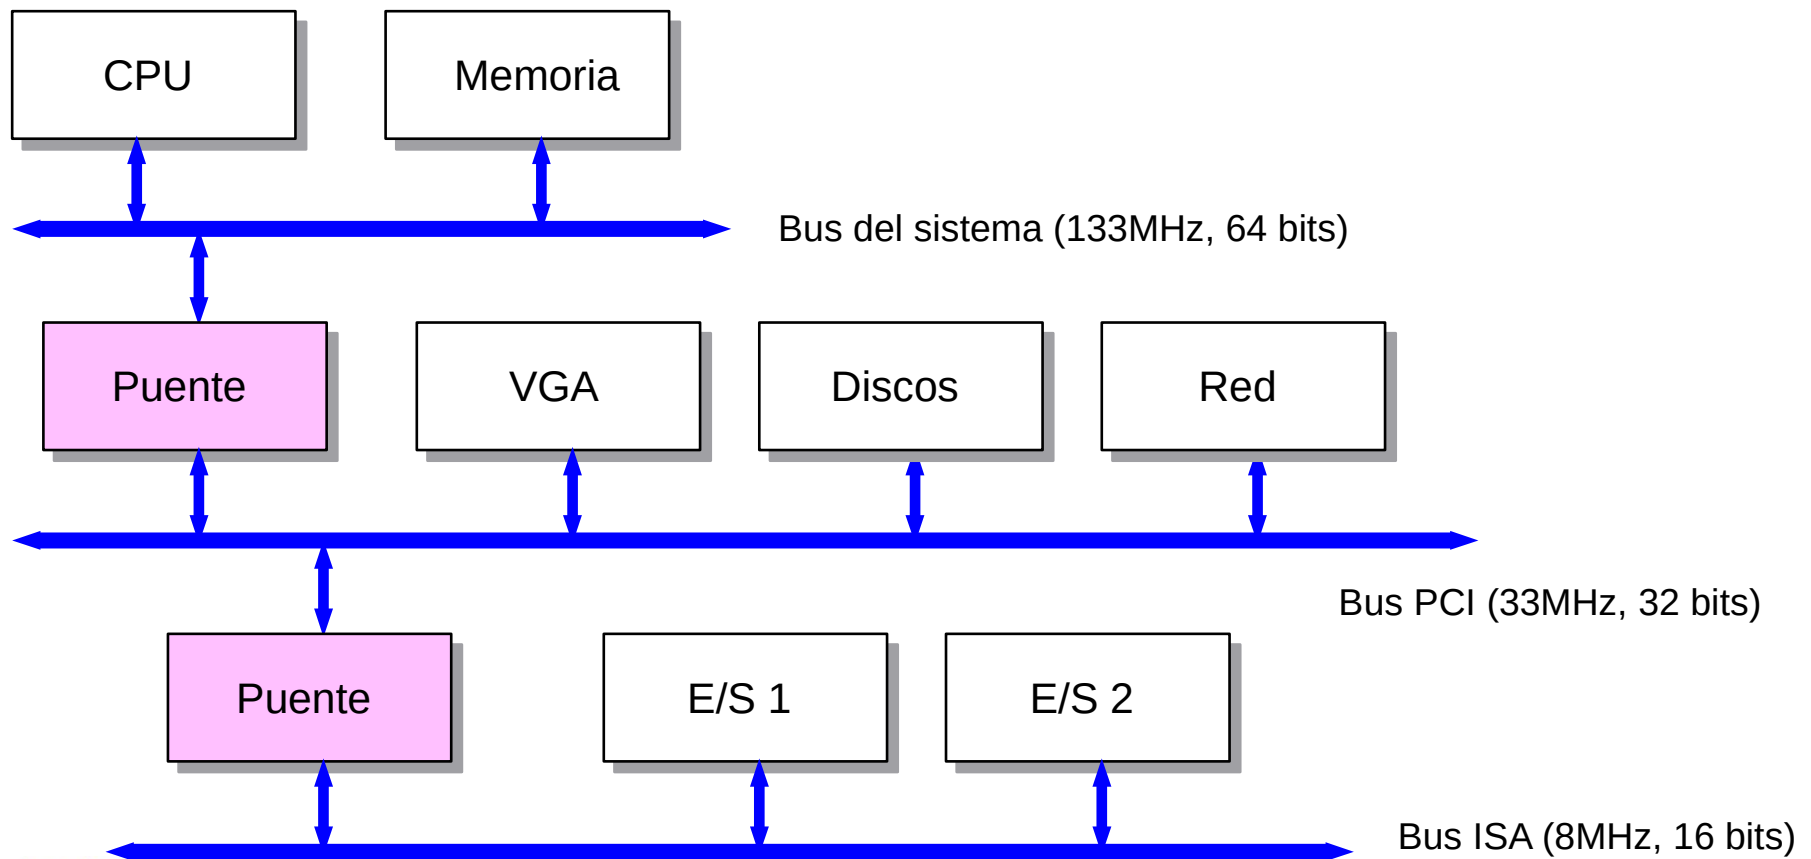 CPU
Memoria
Bus del sistema (133MHz, 64 bits)
Puente
VGA
Discos
Red
Bus PCI (33MHz, 32 bits)
Puente
E/S 1
E/S 2
Bus ISA (8MHz, 16 bits)